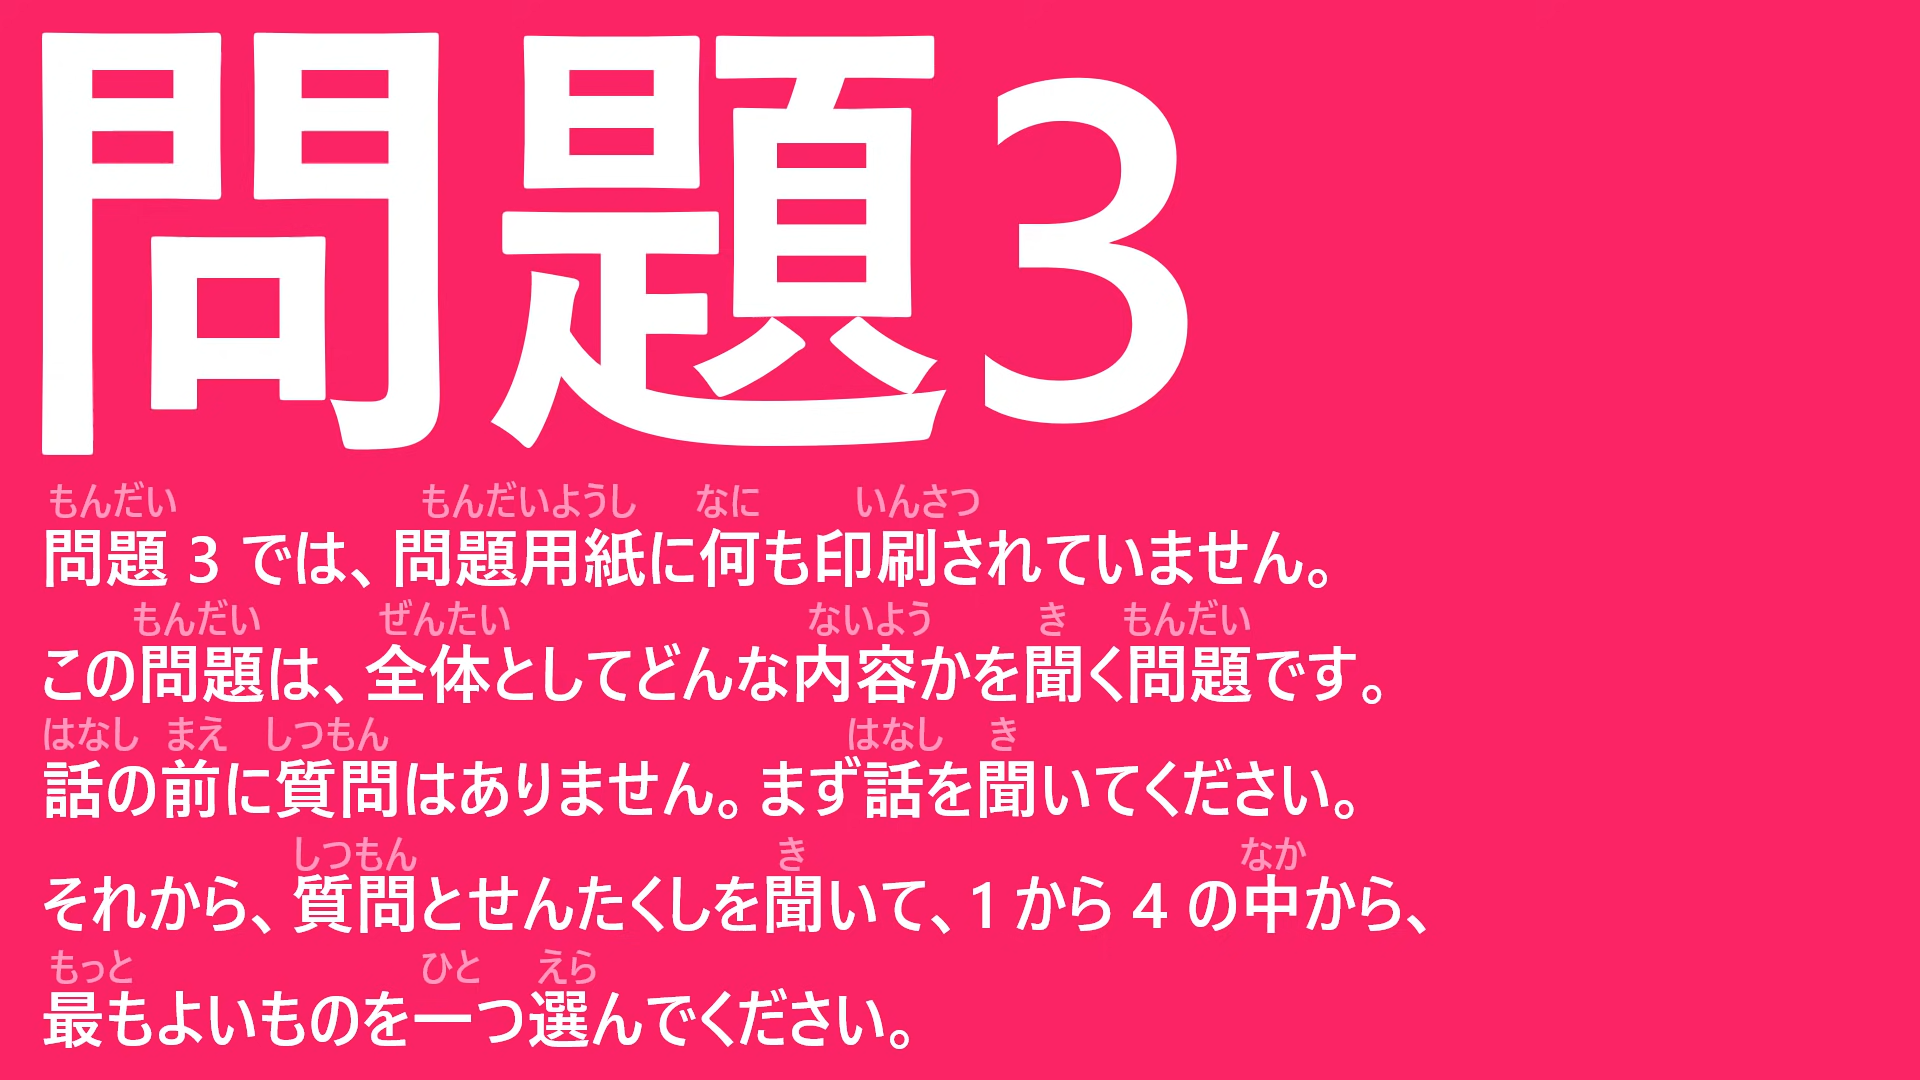 問題3
もんだい もんだいようし なに いんさつ
問題 3 では、問題用紙に何も印刷されていません。
もんだい ぜんたい ないよう き もんだい
この問題は、全体としてどんな内容かを聞く問題です。
はなし まえ しつもん はなし き
話の前に質問はありません。まず話を聞いてください。
しつもん き なか
それから、質問とせんたくしを聞いて、1 から 4 の中から、
もっと ひと えら
最もよいものを一つ選んでください。